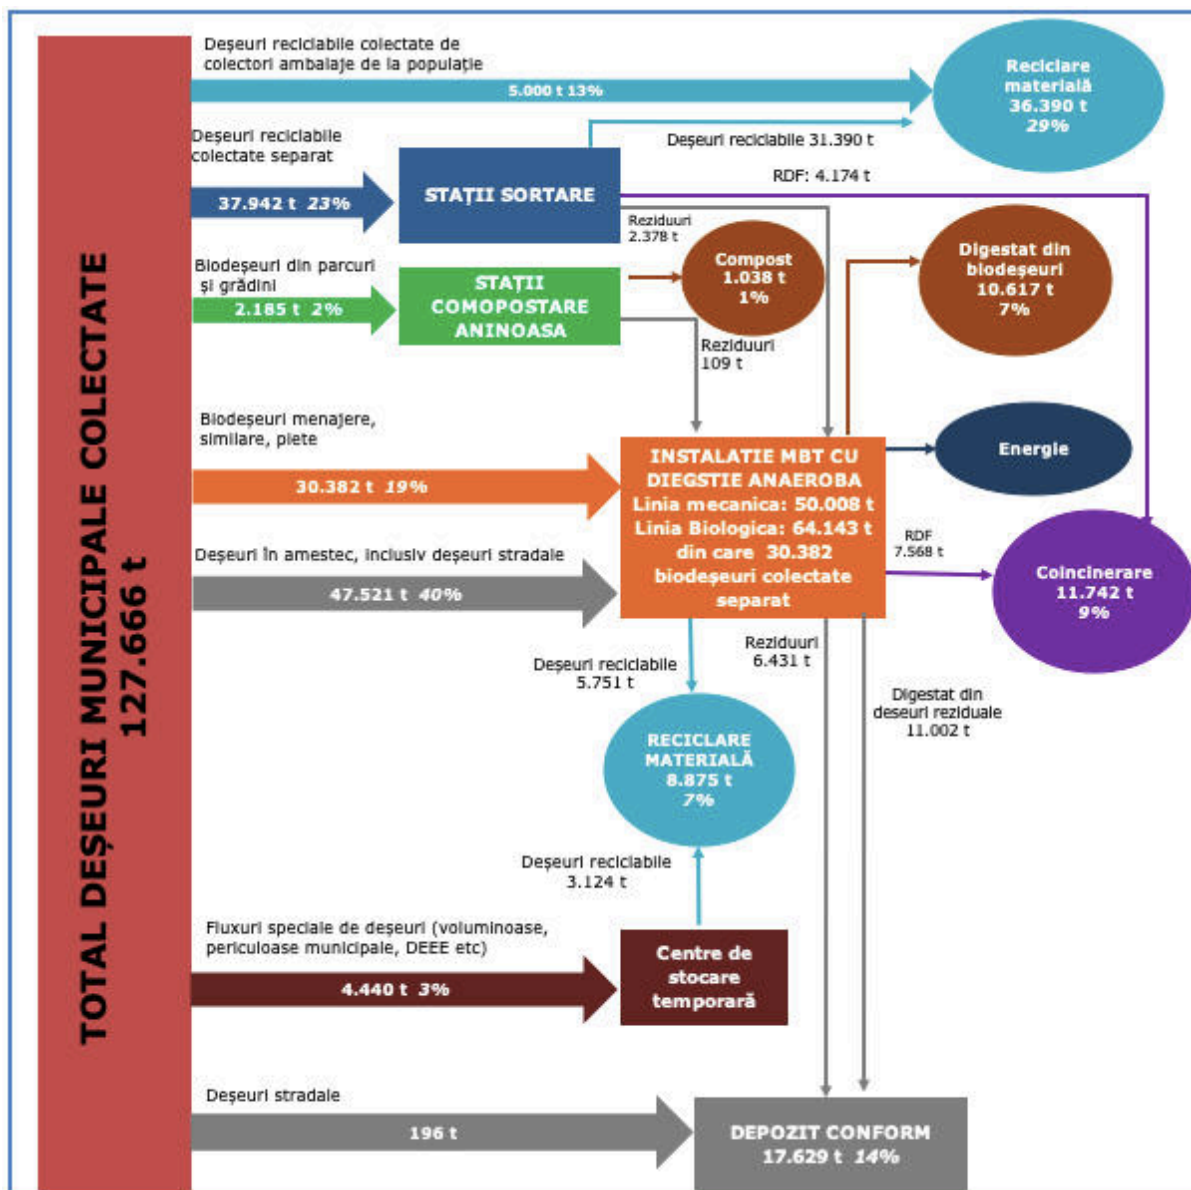 TOTAL DEȘEURI MUNICIPALE COLECTATE
127.666 t
Deșeuri reciclabile colectate de
colectori ambalaje de la populație
5.000 t 13%
Reciclare
materială
36.390 t
29%
Deșeuri reciclabile
colectate separat
37.942 t 23%
STAȚII SORTARE
Deșeuri reciclabile 31.390 t
RDF: 4.174 t
Reziduuri
2.378 t
Biodeșeuri din parcuri
și grădini
2.185 t 2%
STAȚII
COMOPOSTARE
ANINOASA
Compost
1.038 t
1%
Reziduuri
109 t
Digestat din
biodeșeuri
10.617 t
7%
Biodeșeuri menajere,
similare, piete
30.382 t 19%
INSTALATIE MBT CU
DIEGSTIE ANAEROBA
Linia mecanica: 50.008 t
Linia Biologica: 64.143 t
din care 30.382
biodeșeuri colectate
separat
Energie
RDF
7.568 t
Coincinerare
11.742 t
9%
Deșeuri în amestec, inclusiv deșeuri stradale
47.521 t 40%
Deșeuri reciclabile
5.751 t
Reziduuri
6.431 t
Digestat din
deseuri reziduale
11.002 t
RECICLARE
MATERIALĂ
8.875 t
7%
Deșeuri reciclabile
3.124 t
Fluxuri speciale de deșeuri (voluminoase,
periculoase municipale, DEEE etc)
4.440 t 3%
Centre de
stocare
temporară
Deșeuri stradale
196 t
DEPOZIT CONFORM
17.629 t 14%